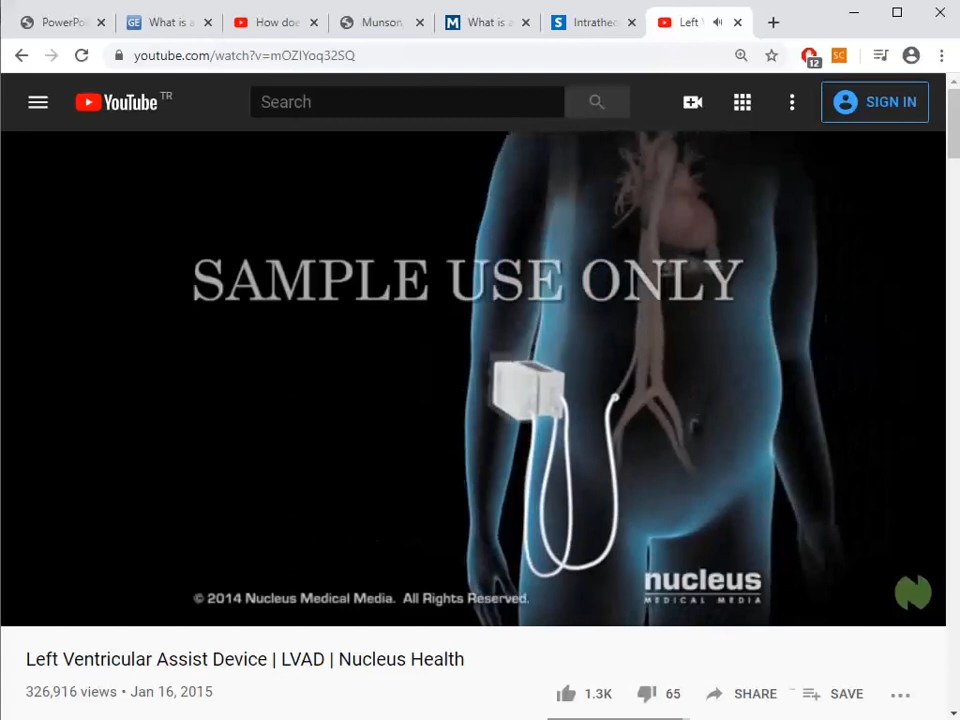 PowerPo
What is a
How doe
Munson
What is a
Intratheo
Left
youtube.com/watch?v=mOZIYoq32SQ
12
SC
YouTube TR
Search
SIGN IN
SAMPLE USE ONLY
© 2014 Nucleus Medical Media. All Rights Reserved.
nucleus
MEDICAL MEDIA
Left Ventricular Assist Device | LVAD | Nucleus Health
326,916 views • Jan 16, 2015
1.3K
65
SHARE
SAVE